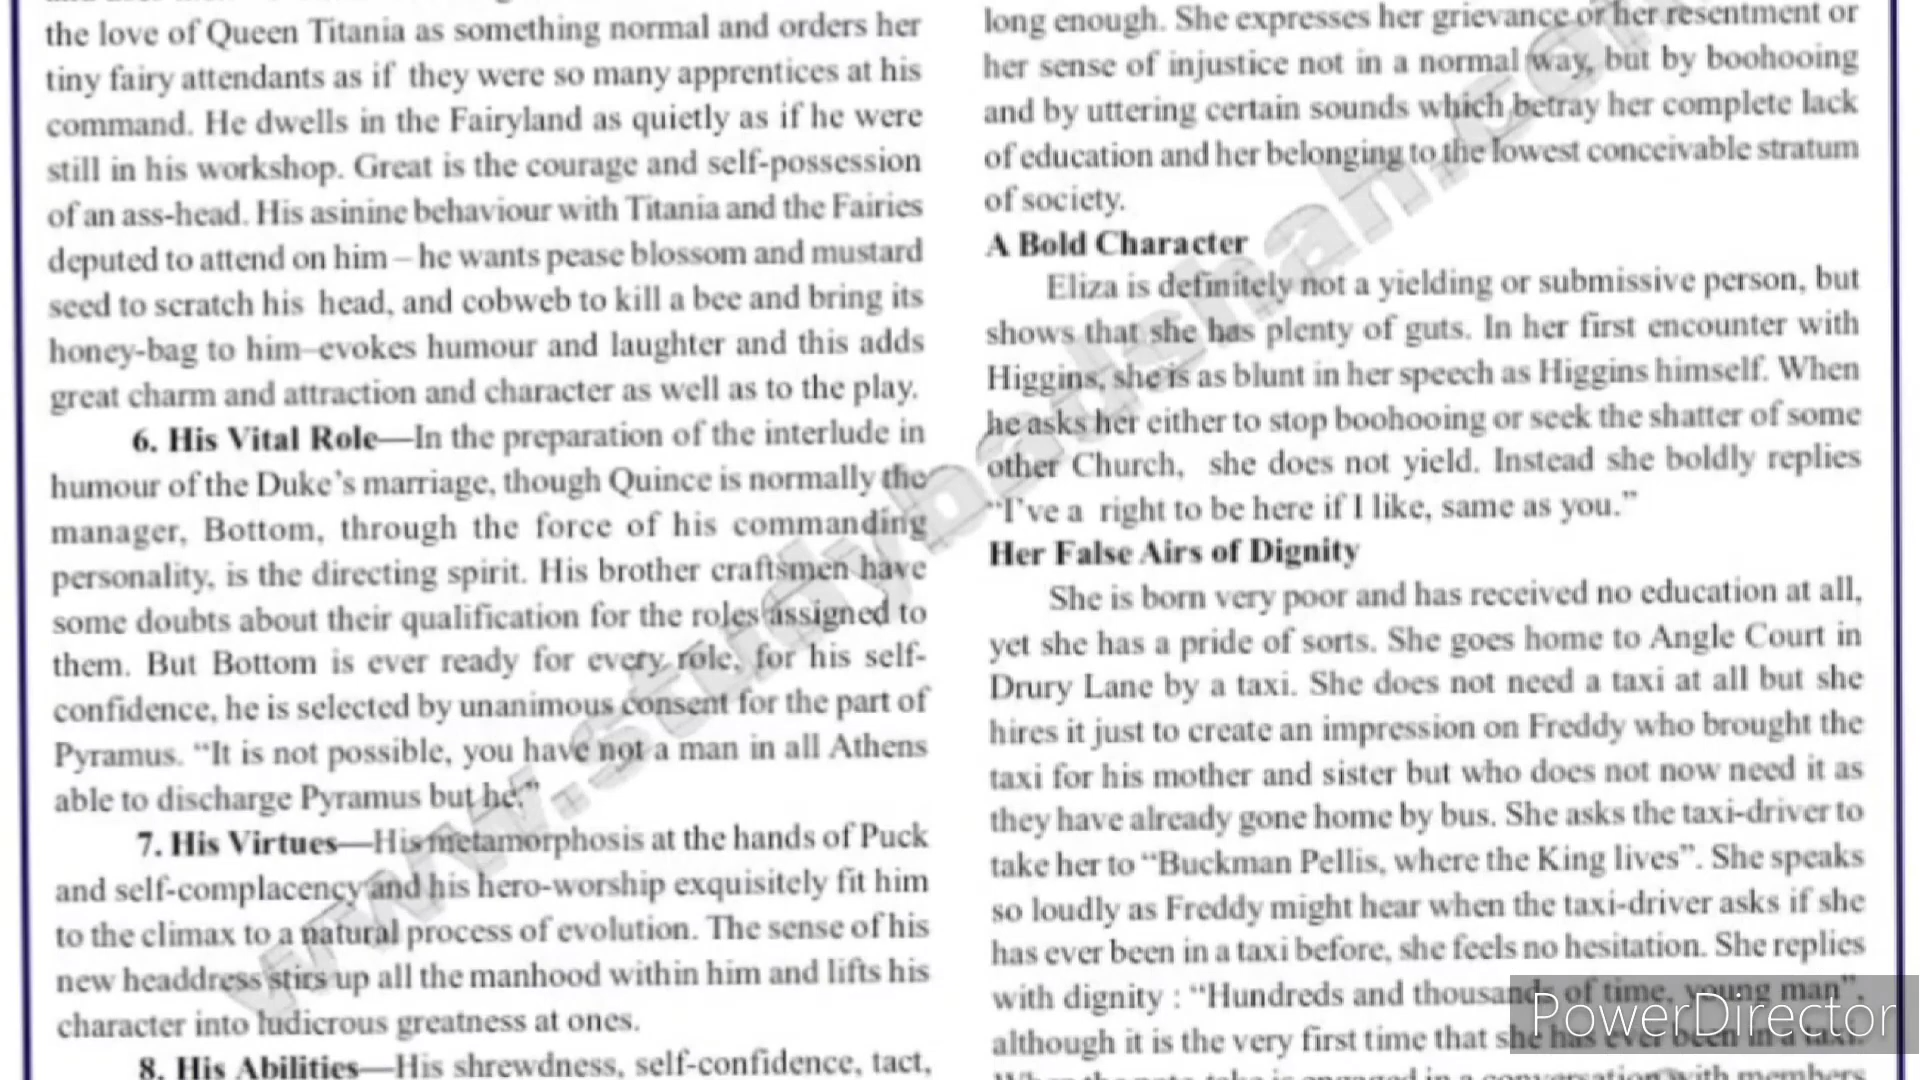 the love of Queen Titania as something normal and orders her
tiny fairy attendants as if they were so many apprentices at his
command. He dwells in the Fairyland as quietly as if he were
still in his workshop. Great is the courage and self-possession
of an ass-head. His asinine behaviour with Titania and the Fairies
deputed to attend on him – he wants pease blossom and mustard
seed to scratch his head, and cobweb to kill a bee and bring its
honey-bag to him–evokes humour and laughter and this adds
great charm and attraction and character as well as to the play.
6. His Vital Role—In the preparation of the interlude in
humour of the Duke's marriage, though Quince is normally the
manager, Bottom, through the force of his commanding
personality, is the directing spirit. His brother craftsmen have
some doubts about their qualification for the roles assigned to
them. But Bottom is ever ready for every role, for his self-
confidence, he is selected by unanimous consent for the part of
Pyramus. “It is not possible, you have not a man in all Athens
able to discharge Pyramus but he.”
7. His Virtues—His metamorphosis at the hands of Puck
and self-complacency and his hero-worship exquisitely fit him
to the climax to a natural process of evolution. The sense of his
new headdress stirs up all the manhood within him and lifts his
character into ludicrous greatness at ones.
8. His Abilities—His shrewdness, self-confidence, tact,
long enough. She expresses her grievance or her resentment or
her sense of injustice not in a normal way, but by boohooing
and by uttering certain sounds which betray her complete lack
of education and her belonging to the lowest conceivable stratum
of society.
A Bold Character
Eliza is definitely not a yielding or submissive person, but
shows that she has plenty of guts. In her first encounter with
Higgins, she is as blunt in her speech as Higgins himself. When
he asks her either to stop boohooing or seek the shatter of some
other Church, she does not yield. Instead she boldly replies
“I've a right to be here if I like, same as you.”
Her False Airs of Dignity
She is born very poor and has received no education at all,
yet she has a pride of sorts. She goes home to Angle Court in
Drury Lane by a taxi. She does not need a taxi at all but she
hires it just to create an impression on Freddy who brought the
taxi for his mother and sister but who does not now need it as
they have already gone home by bus. She asks the taxi-driver to
take her to “Buckman Pellis, where the King lives”. She speaks
so loudly as Freddy might hear when the taxi-driver asks if she
has ever been in a taxi before, she feels no hesitation. She replies
with dignity : “Hundreds and thousands of time, young man”,
although it is the very first time that she has ever been in a taxi.
PowerDirector